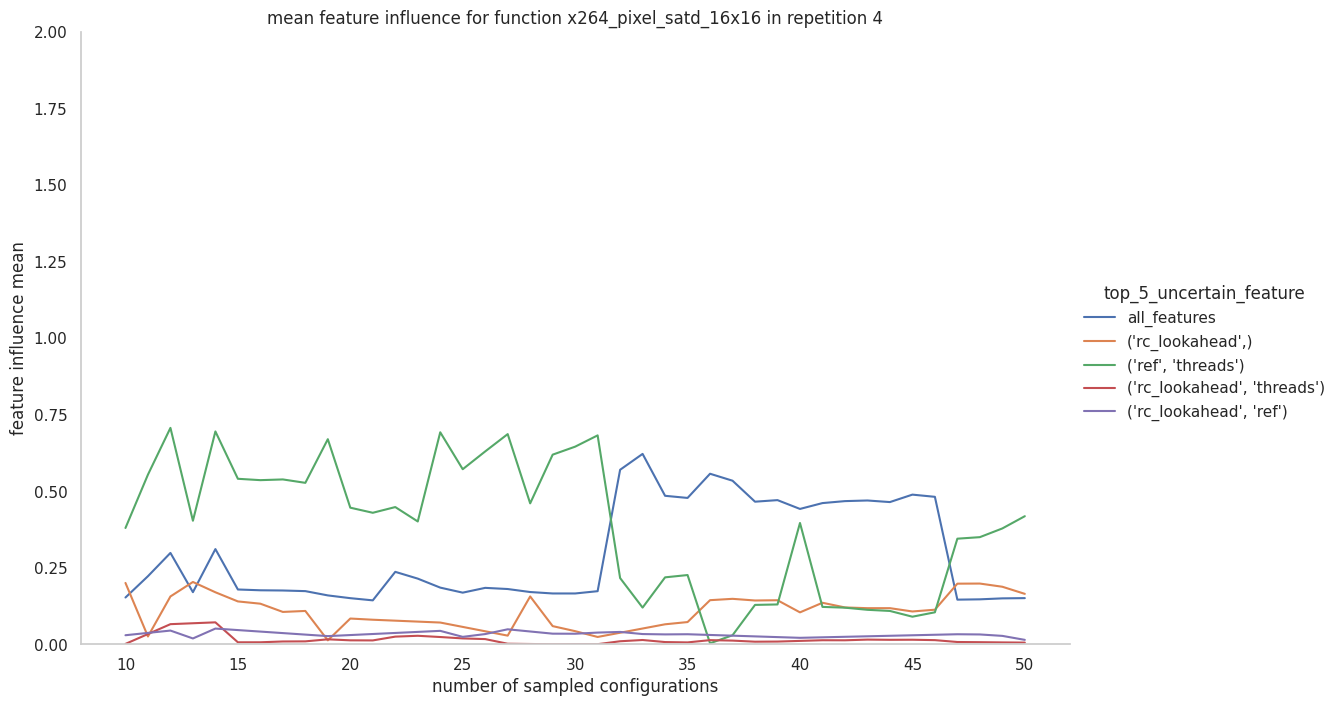 mean feature influence for function x264_pixel_satd_16x16 in repetition 4
2.00
1.75
1.50
1.25
1.00
0.75
0.50
0.25
0.00
feature influence mean
10 15 20 25 30 35 40 45 50
number of sampled configurations
top_5_uncertain_feature
all_features
('rc_lookahead',)
('ref', 'threads')
('rc_lookahead', 'threads')
('rc_lookahead', 'ref')